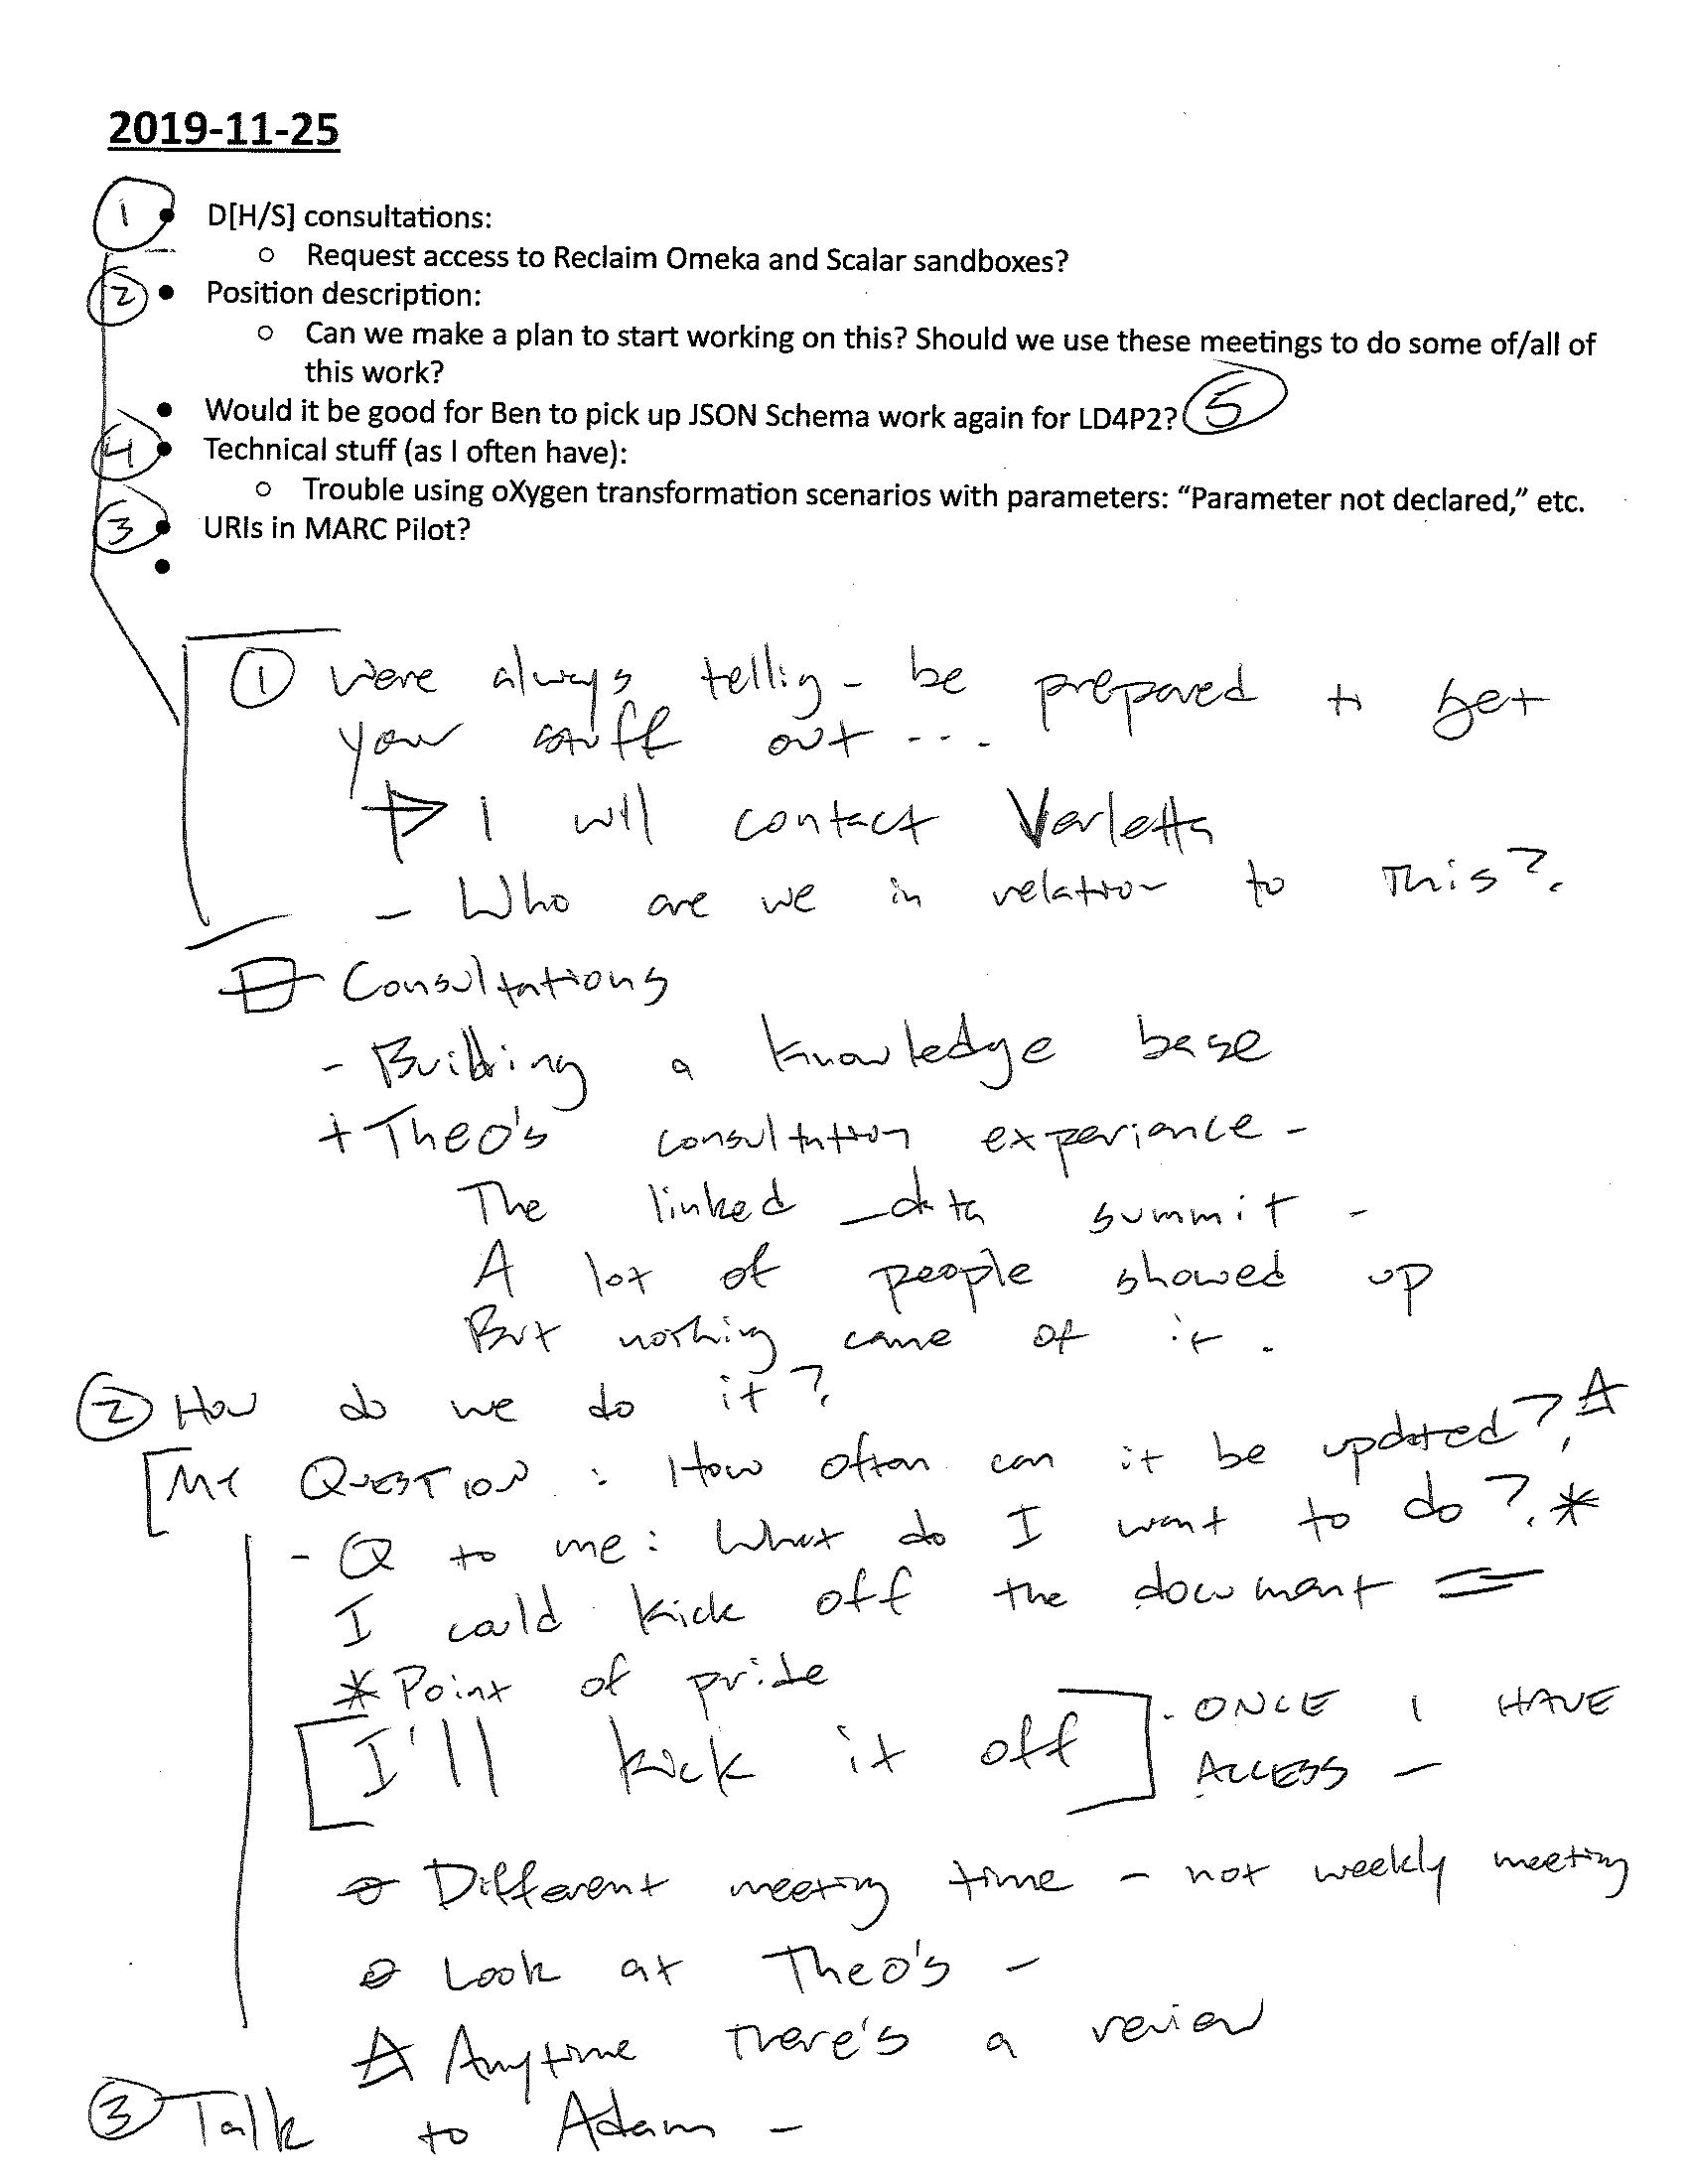 2019-11-25
1 • D[H/S] consultations:
○ Request access to Reclaim Omeka and Scalar sandboxes?
2 • Position description:
○ Can we make a plan to start working on this? Should we use these meetings to do some of/all of
this work?
• Would it be good for Ben to pick up JSON Schema work again for LD4P2? 5
4 • Technical stuff (as I often have):
○ Trouble using oXygen transformation scenarios with parameters: “Parameter not declared,” etc.
3 • URIs in MARC Pilot?
•
1 We're always tellig - be prepared to get
your stuff out ...
I will contact Verletta
- Who are we in relation to This?
Consultations
- Building a knowledge base
+ Theo's consultation experience -
The linked data summit -
A lot of people showed up
But nothing came of it.
2 How do we do it?
[My QUESTION : How often can it be updated?
- Q to me: What do I want to do? *
I could kick off the document
* Point of pride
[I'll kick it off] - ONCE I HAVE
ACCESS -
Different meeting time - not weekly meeting
Look at Theo's -
Anytime There's a review
3 Talk to Adam -